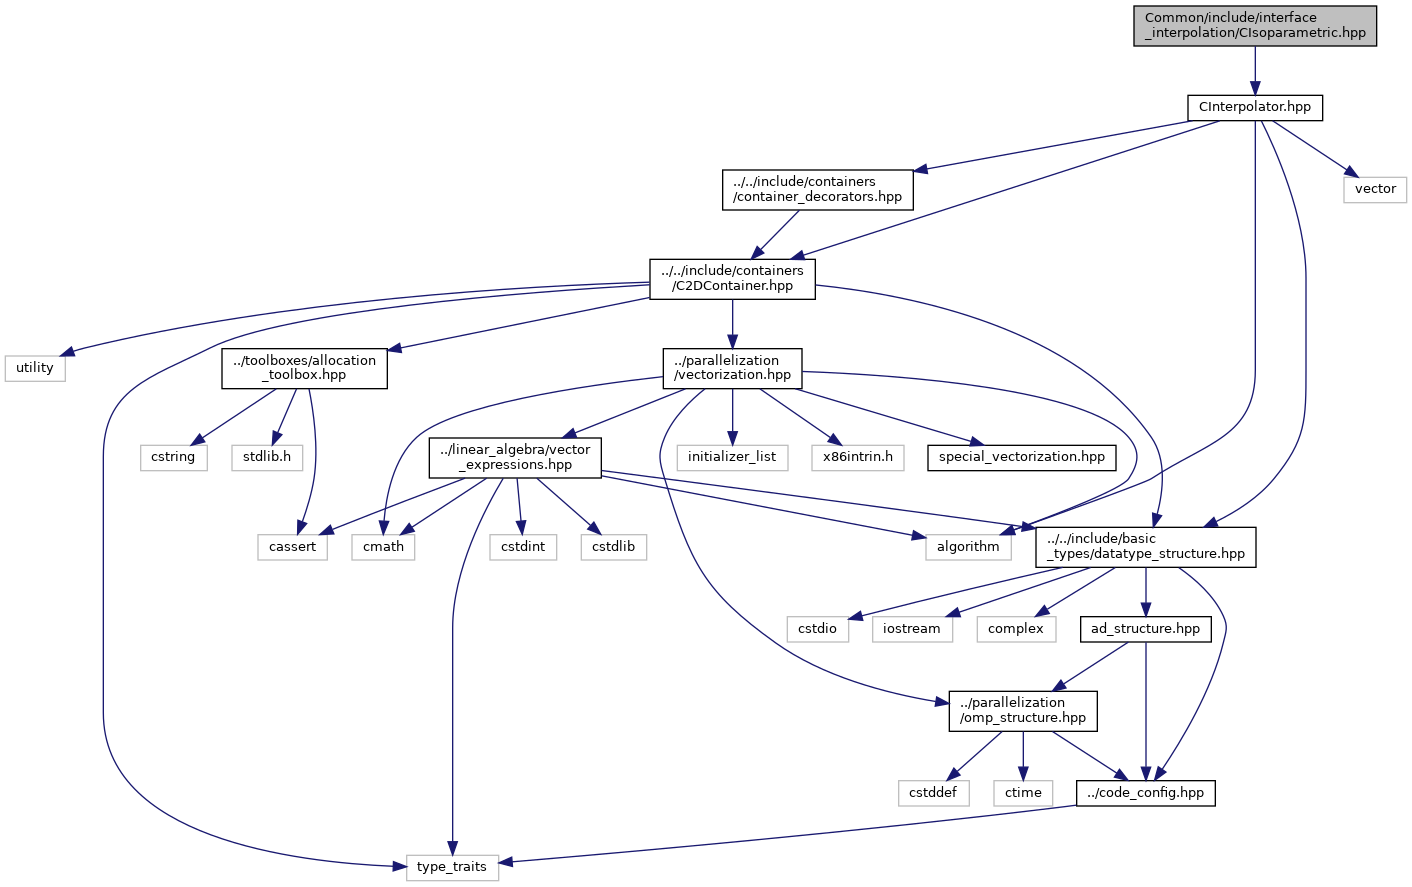 Common/include/interface
_interpolation/CIsoparametric.hpp
CInterpolator.hpp
../../include/containers
/container_decorators.hpp
vector
../../include/containers
/C2DContainer.hpp
utility
../toolboxes/allocation
_toolbox.hpp
../parallelization
/vectorization.hpp
cstring
stdlib.h
../linear_algebra/vector
_expressions.hpp
initializer_list
x86intrin.h
special_vectorization.hpp
cassert
cmath
cstdint
cstdlib
algorithm
../../include/basic
_types/datatype_structure.hpp
cstdio
iostream
complex
ad_structure.hpp
../parallelization
/omp_structure.hpp
cstddef
ctime
../code_config.hpp
type_traits